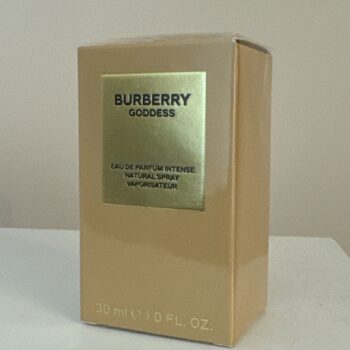 BURBERRY
GODDESS
EAU DE PARFUM INTENSE
NATURAL SPRAY
VAPORISATEUR
30 ml ℮ 1.0 FL. OZ.